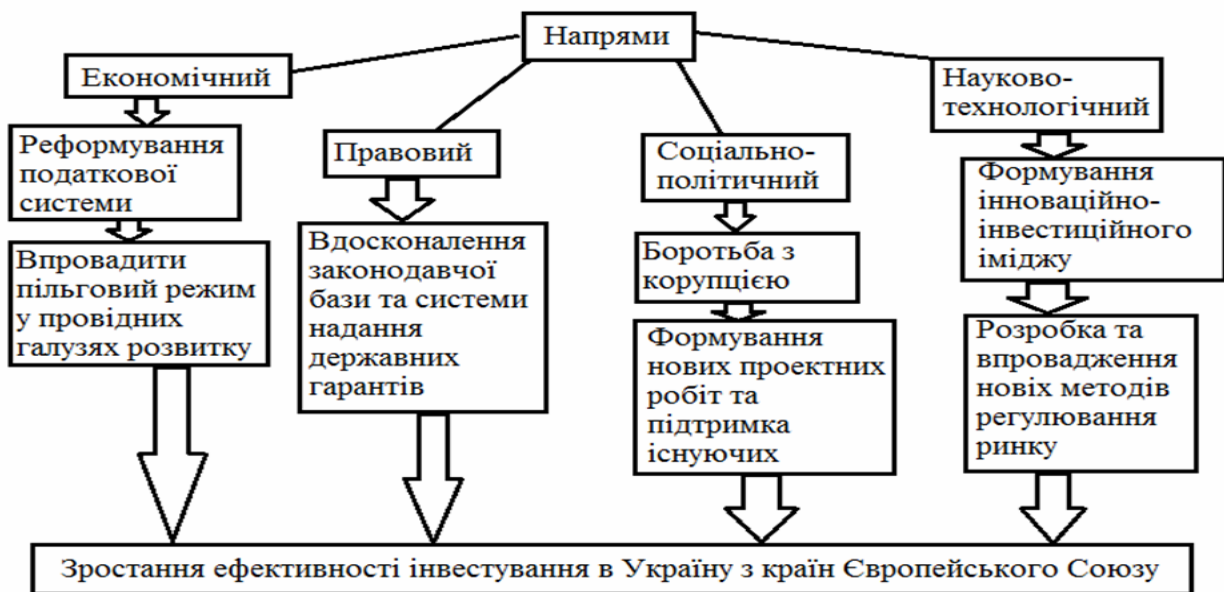 Напрями
Економічний
Реформування
податкової
системи
Впровадити
пільговий режим
у провідних
галузях розвитку
Правовий
Вдосконалення
законодавчої
бази та системи
надання
державних
гарантів
Соціально-
політичний
Боротьба з
корупцією
Формування
нових проектних
робіт та
підтримка
існуючих
Науково-
технологічний
Формування
інноваційно-
інвестиційного
іміджу
Розробка та
впровадження
новіх методів
регулювання
ринку
Зростання ефективності інвестування в Україну з країн Європейського Союзу